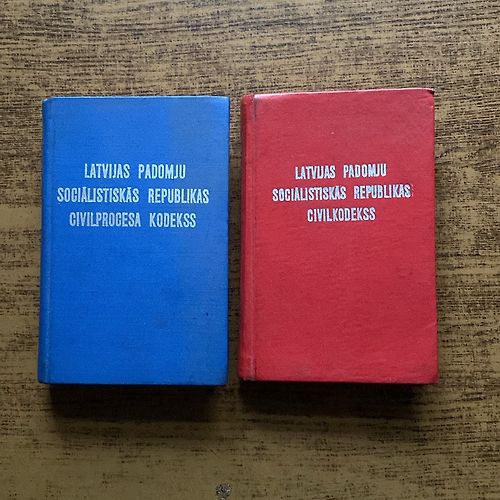 LATVIJAS PADOMJU
SOCIĀLISTISKĀS REPUBLIKAS
CIVILPROCESA KODEKSS
LATVIJAS PADOMJU
SOCIĀLISTISKĀS REPUBLIKAS
CIVILKODEKSS